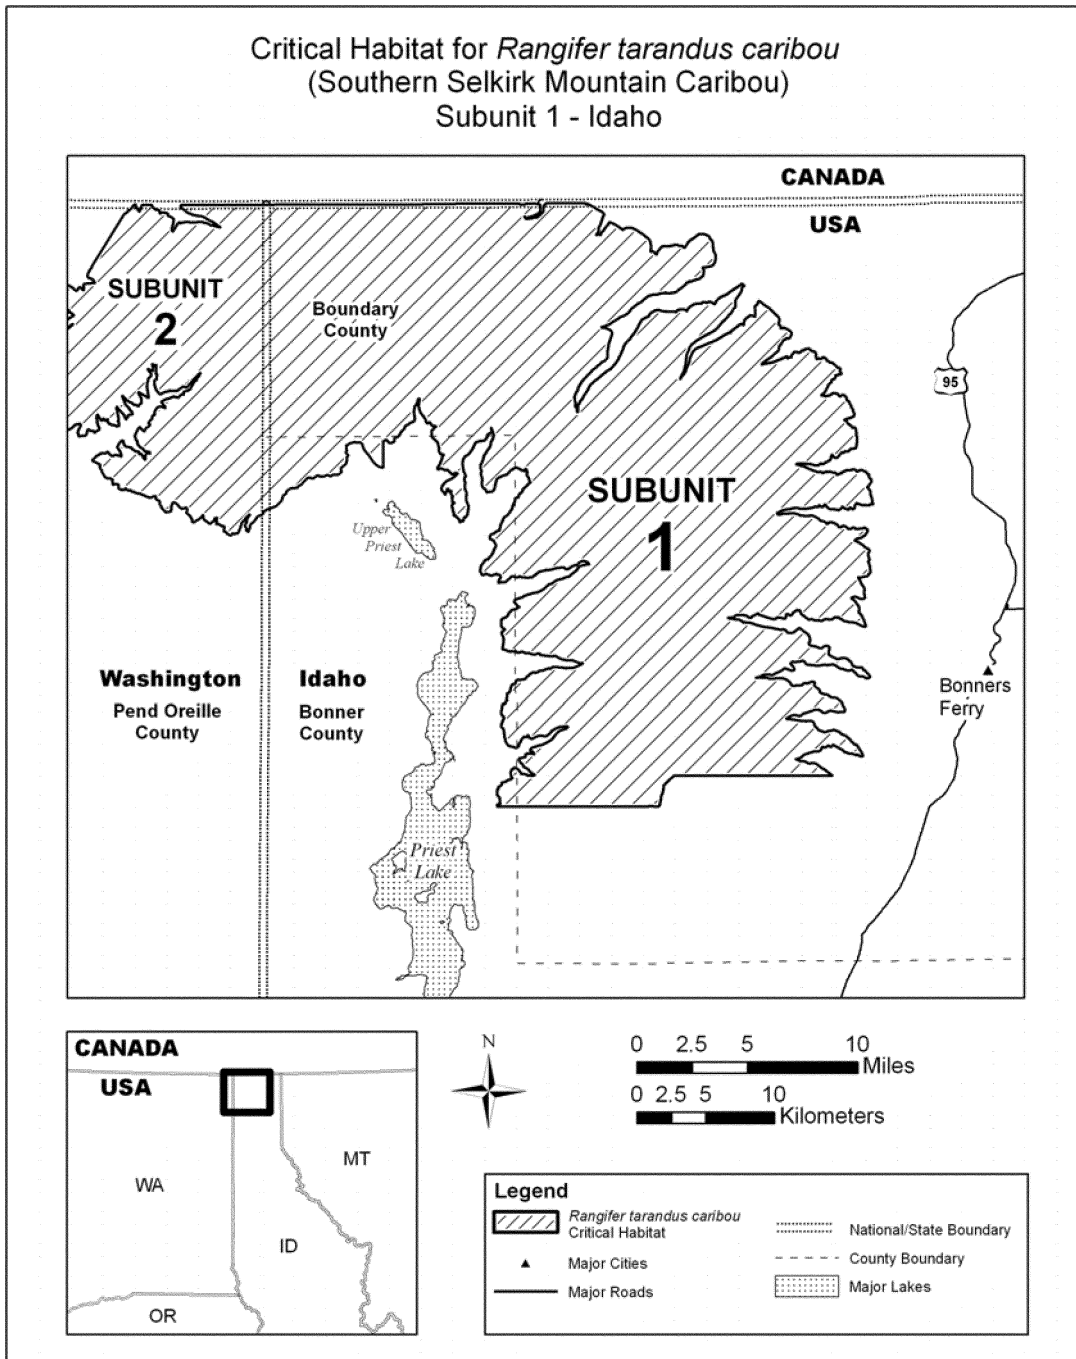 Critical Habitat for Rangifer tarandus caribou
(Southern Selkirk Mountain Caribou)
Subunit 1 - Idaho
CANADA
USA
SUBUNIT
2
Boundary
County
95
SUBUNIT
1
Upper
Priest
Lake
Washington
Pend Oreille
County
Idaho
Bonner
County
Bonners
Ferry
Priest
Lake
CANADA
USA
WA
MT
ID
OR
N
0 2.5 5 10
Miles
0 2.5 5 10
Kilometers
Legend
Rangifer tarandus caribou
Critical Habitat
Major Cities
Major Roads
National/State Boundary
County Boundary
Major Lakes